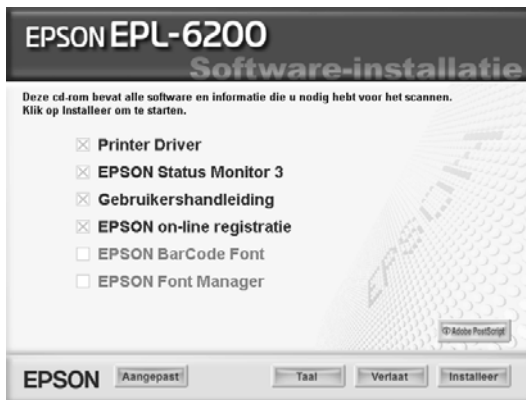 EPSON EPL-6200
Software-installatie
Deze cd-rom bevat alle software en informatie die u nodig hebt voor het scannen.
Klik op Installeer om te starten.
Printer Driver
EPSON Status Monitor 3
Gebruikershandleiding
EPSON on-line registratie
EPSON BarCode Font
EPSON Font Manager
EPSON
Adobe PostScript
EPSON Aangepast Taal Verlaat Installeer